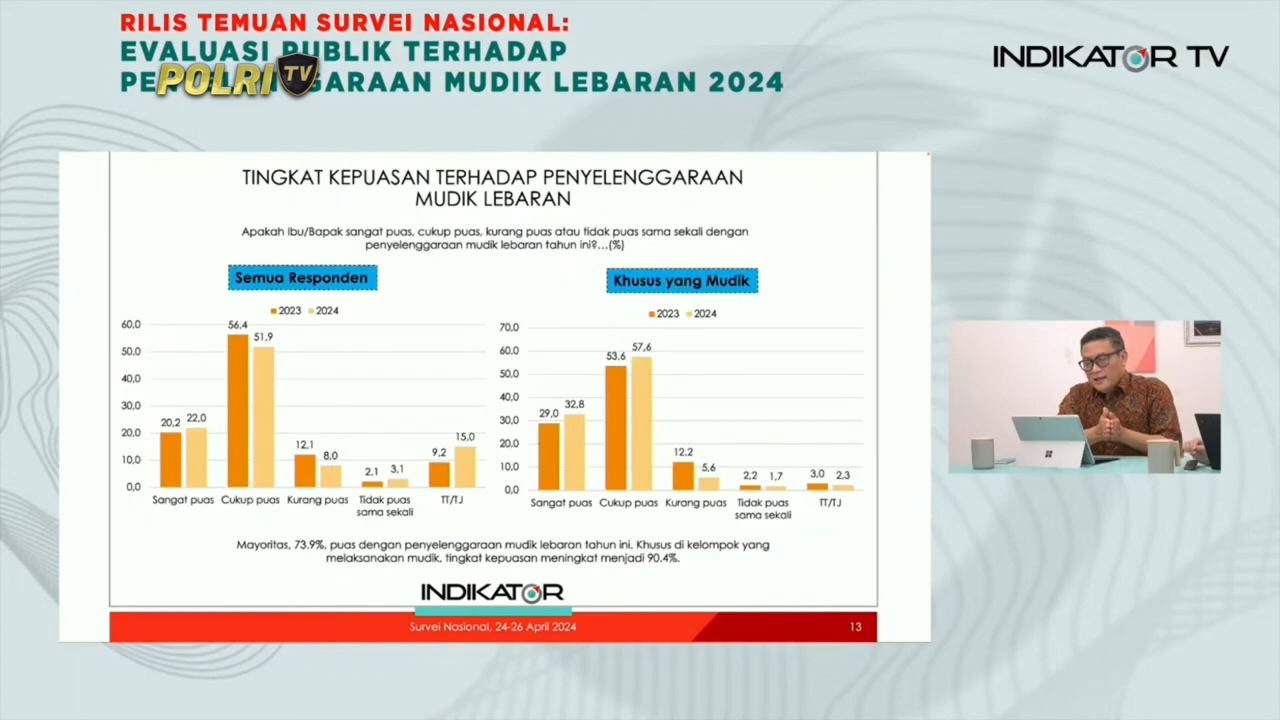 RILIS TEMUAN SURVEI NASIONAL:
EVALUASI PUBLIK TERHADAP
GARAAN MUDIK LEBARAN 2024
POLRI TV
INDIKATOR TV
TINGKAT KEPUASAN TERHADAP PENYELENGGARAAN
MUDIK LEBARAN
Apakah Ibu/Bapak sangat puas, cukup puas, kurang puas atau tidak puas sama sekali dengan
penyelenggaraan mudik lebaran tahun ini?...(%)
Semua Responden
2023 2024
60,0
50,0
40,0
30,0
20,0
10,0
0,0
20,2 22,0
56,4 51,9
12,1 8,0
2,1 3,1
9,2 15,0
Sangat puas Cukup puas Kurang puas Tidak puas TT/TJ
sama sekali
Khusus yang Mudik
2023 2024
70,0
60,0
50,0
40,0
30,0
20,0
10,0
0,0
29,0 32,8
53,6 57,6
12,2 5,6
2,2 1,7
3,0 2,3
Sangat puas Cukup puas Kurang puas Tidak puas TT/TJ
sama sekali
Mayoritas, 73.9%, puas dengan penyelenggaraan mudik lebaran tahun ini. Khusus di kelompok yang
melaksanakan mudik, tingkat kepuasan meningkat menjadi 90.4%.
INDIKATOR
Survei Nasional, 24-26 April 2024
13